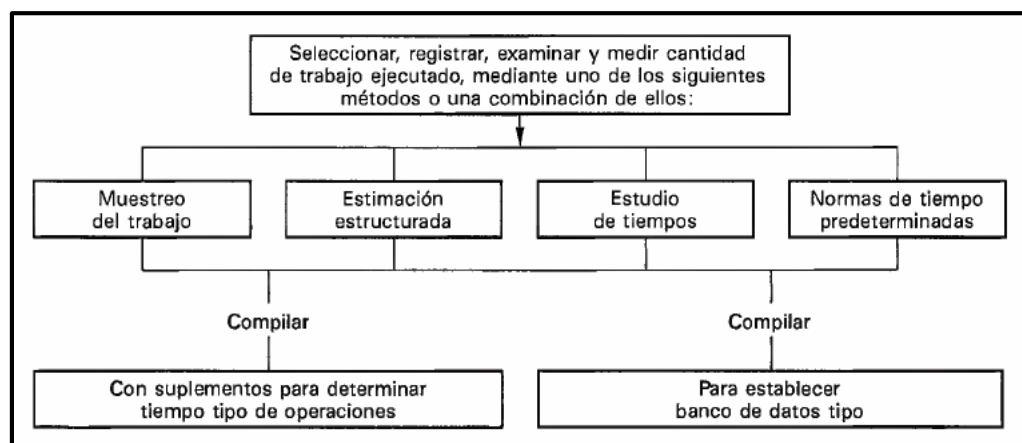 Seleccionar, registrar, examinar y medir cantidad
de trabajo ejecutado, mediante uno de los siguientes
métodos o una combinación de ellos:
Muestreo
del trabajo
Estimación
estructurada
Estudio
de tiempos
Normas de tiempo
predeterminadas
Compilar
Compilar
Con suplementos para determinar
tiempo tipo de operaciones
Para establecer
banco de datos tipo